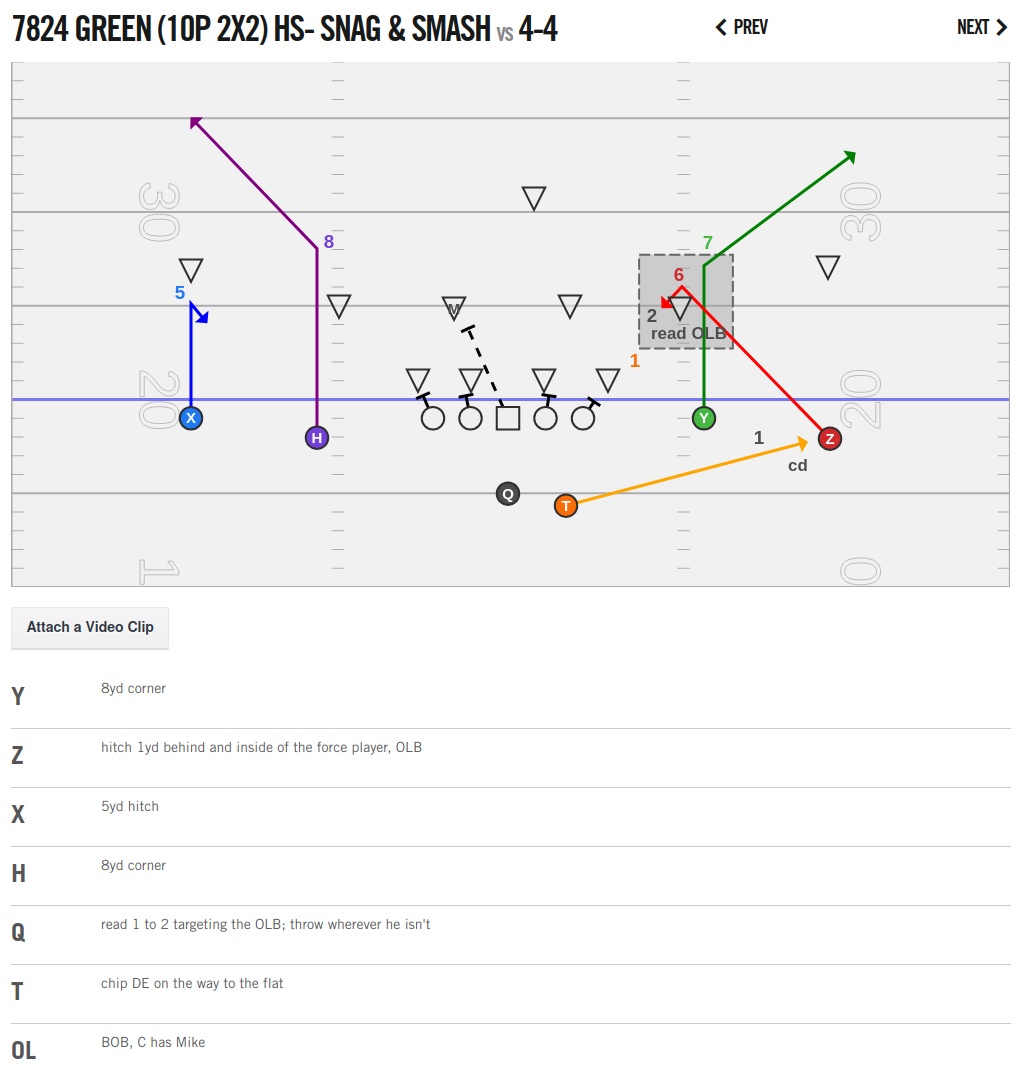 7824 GREEN (10P 2X2) HS- SNAG & SMASH VS 4-4
PREV
NEXT
30
30
8
7
5
6
M
2
read OLB
1
20
20
X
H
Y
Z
1
cd
Q
T
1
0
Attach a Video Clip
Y 8yd corner
Z hitch 1yd behind and inside of the force player, OLB
X 5yd hitch
H 8yd corner
Q read 1 to 2 targeting the OLB; throw wherever he isn't
T chip DE on the way to the flat
OL BOB, C has Mike